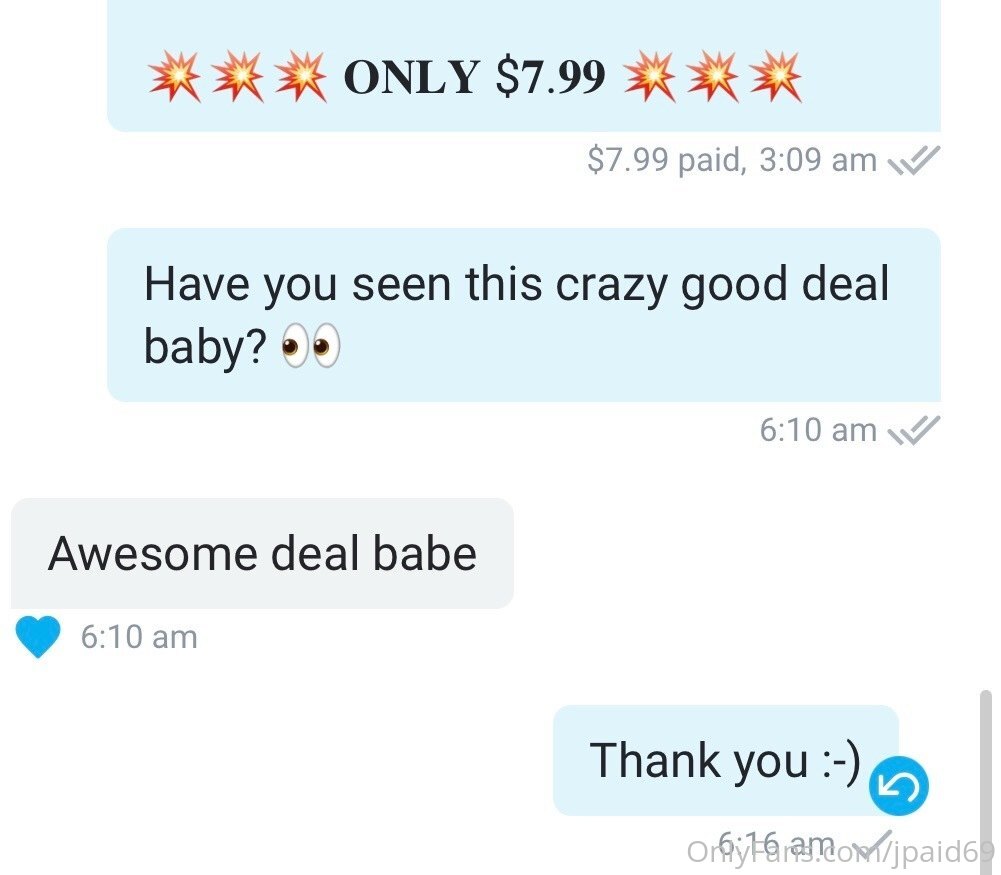 💥💥💥 ONLY $7.99 💥💥💥
$7.99 paid, 3:09 am
Have you seen this crazy good deal
baby? 👀
6:10 am
Awesome deal babe
6:10 am
Thank you :-)
6:16 am
OnlyFans.com/jpaid69